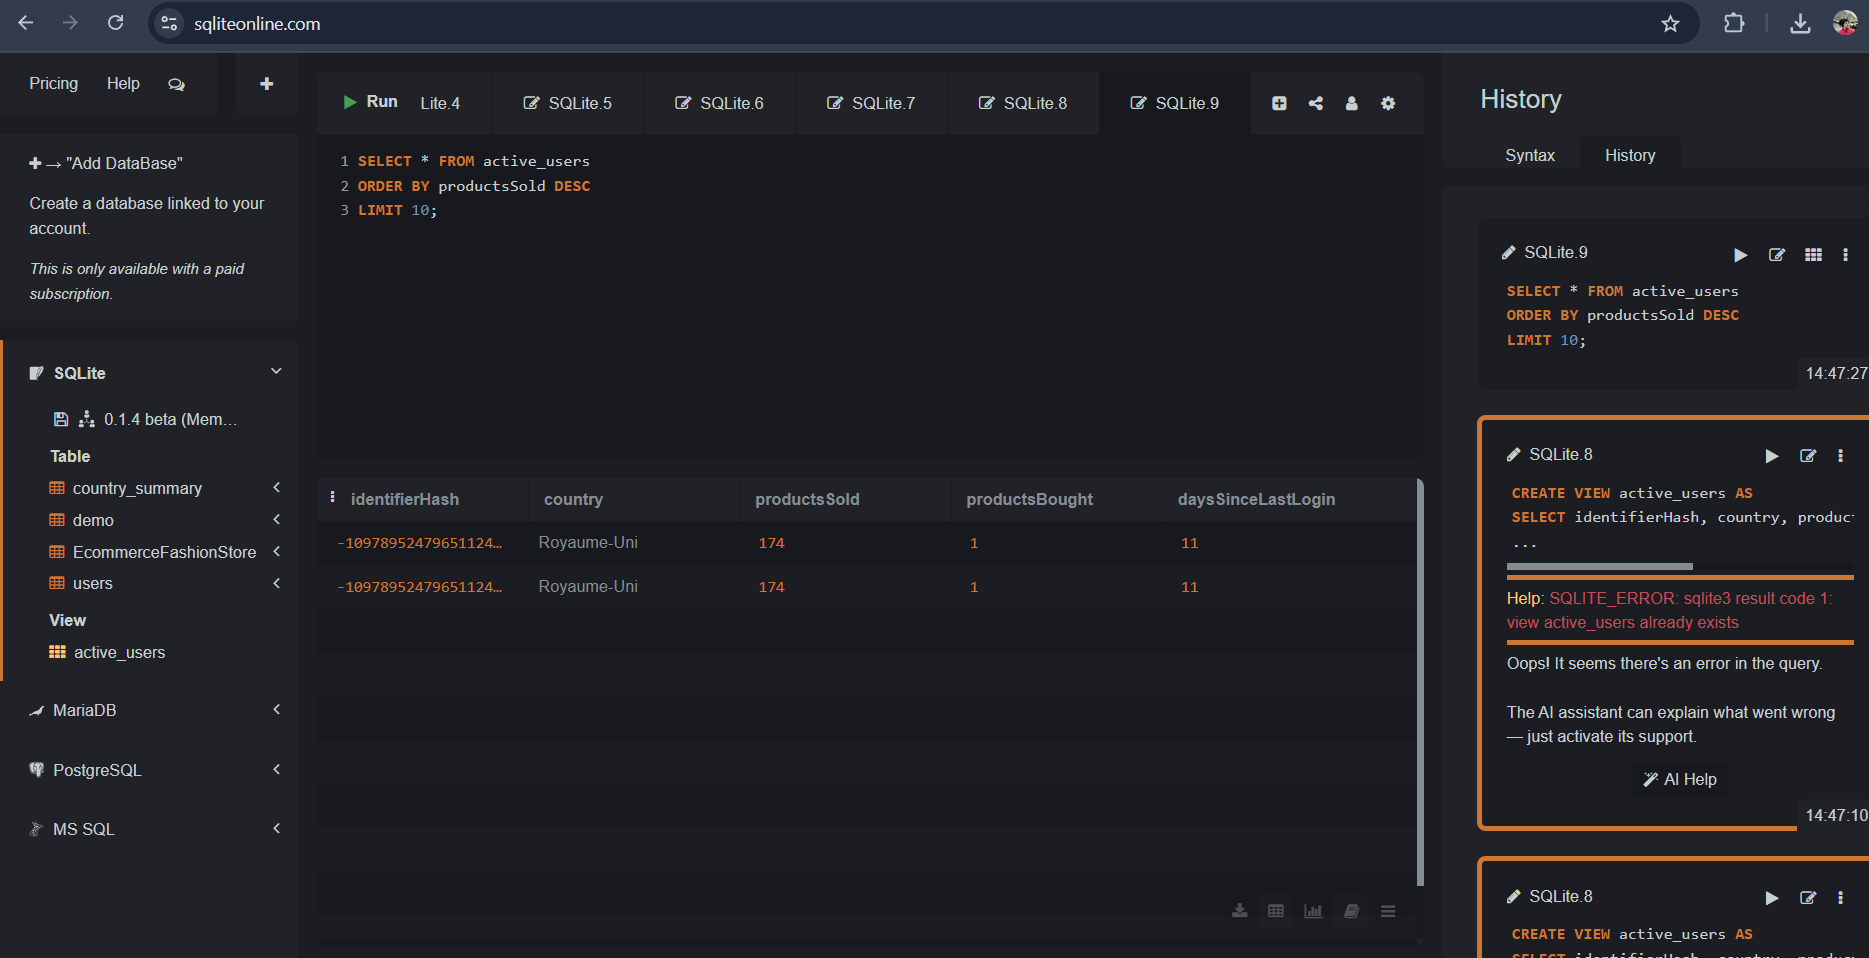 sqliteonline.com
Pricing Help
Run Lite.4 SQLite.5 SQLite.6 SQLite.7 SQLite.8 SQLite.9
→ "Add DataBase"
Create a database linked to your
account.
This is only available with a paid
subscription.
SQLite
0.1.4 beta (Mem...
Table
country_summary
demo
EcommerceFashionStore
users
View
active_users
MariaDB
PostgreSQL
MS SQL
1 SELECT * FROM active_users
2 ORDER BY productsSold DESC
3 LIMIT 10;
identifierHash country productsSold productsBought daysSinceLastLogin
-10978952479651124... Royaume-Uni 174 1 11
-10978952479651124... Royaume-Uni 174 1 11
History
Syntax History
SQLite.9
SELECT * FROM active_users
ORDER BY productsSold DESC
LIMIT 10;
14:47:27
SQLite.8
CREATE VIEW active_users AS
SELECT identifierHash, country, product
...
Help: SQLITE_ERROR: sqlite3 result code 1:
view active_users already exists
Oops! It seems there's an error in the query.
The AI assistant can explain what went wrong
— just activate its support.
AI Help
14:47:10
SQLite.8
CREATE VIEW active_users AS